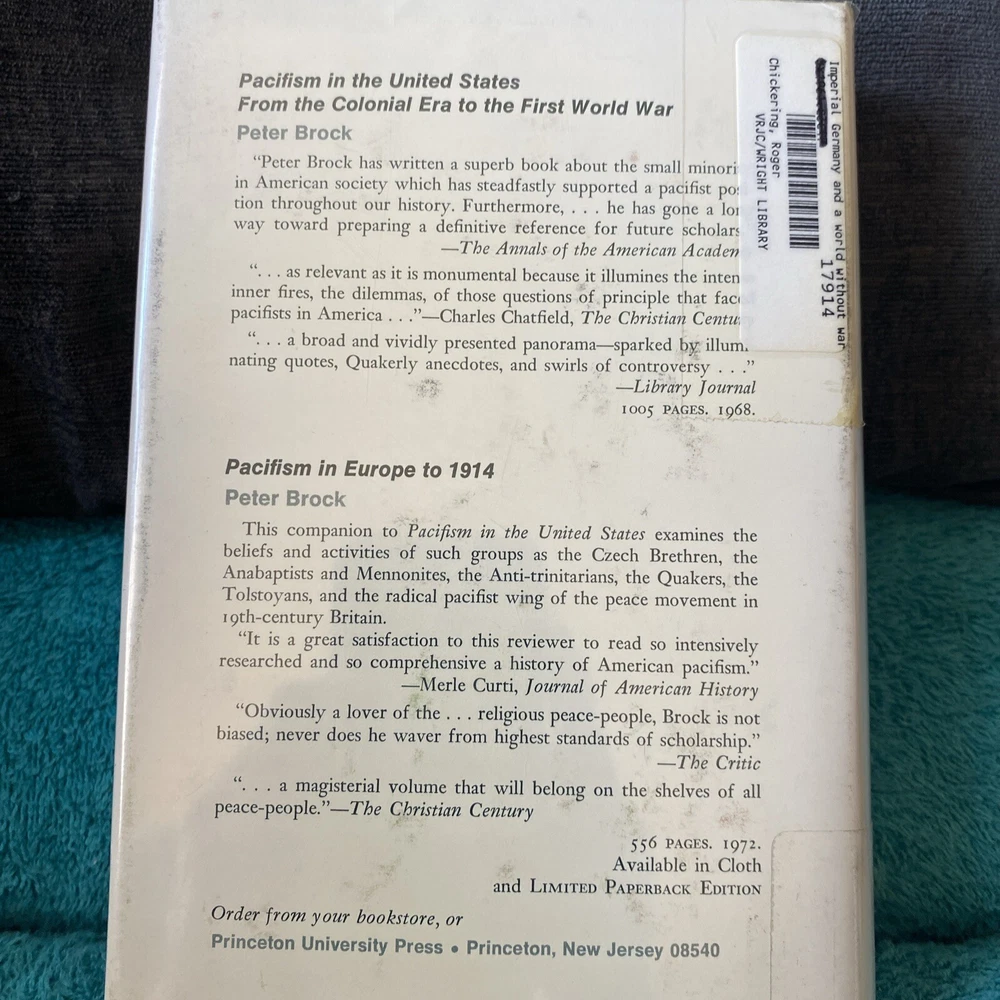 Pacifism in the United States
From the Colonial Era to the First World War
Peter Brock
“Peter Brock has written a superb book about the small minori
in American society which has steadfastly supported a pacifist po
tion throughout our history. Furthermore, . . . he has gone a lo
way toward preparing a definitive reference for future scholars
—The Annals of the American Academ
“. . . as relevant as it is monumental because it illumines the inten
inner fires, the dilemmas, of those questions of principle that fac
pacifists in America . . .”—Charles Chatfield, The Christian Centu
“. . . a broad and vividly presented panorama—sparked by illum
nating quotes, Quakerly anecdotes, and swirls of controversy . . .”
—Library Journal
1005 PAGES. 1968.
Imperial Germany and a world without war
17914
Chickering, Roger
VRJC/WRIGHT LIBRARY
Pacifism in Europe to 1914
Peter Brock
This companion to Pacifism in the United States examines the
beliefs and activities of such groups as the Czech Brethren, the
Anabaptists and Mennonites, the Anti-trinitarians, the Quakers, the
Tolstoyans, and the radical pacifist wing of the peace movement in
19th-century Britain.
“It is a great satisfaction to this reviewer to read so intensively
researched and so comprehensive a history of American pacifism.”
—Merle Curti, Journal of American History
“Obviously a lover of the . . . religious peace-people, Brock is not
biased; never does he waver from highest standards of scholarship.”
—The Critic
“. . . a magisterial volume that will belong on the shelves of all
peace-people.”—The Christian Century
556 PAGES. 1972.
Available in Cloth
and LIMITED PAPERBACK EDITION
Order from your bookstore, or
Princeton University Press • Princeton, New Jersey 08540